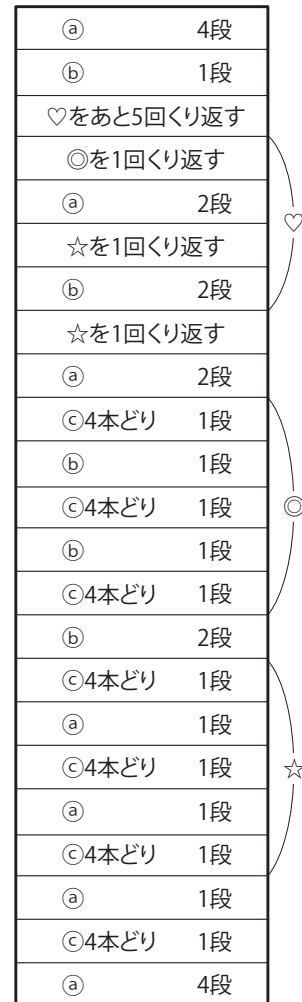 ⓐ 4段
ⓑ 1段
♡をあと5回くり返す
◎を1回くり返す
ⓐ 2段
☆を1回くり返す
ⓑ 2段
♡
☆を1回くり返す
ⓐ 2段
ⓒ4本どり 1段
ⓑ 1段
ⓒ4本どり 1段
ⓑ 1段
ⓒ4本どり 1段
◎
ⓑ 2段
ⓒ4本どり 1段
ⓐ 1段
ⓒ4本どり 1段
ⓐ 1段
ⓒ4本どり 1段
☆
ⓐ 1段
ⓒ4本どり 1段
ⓐ 4段